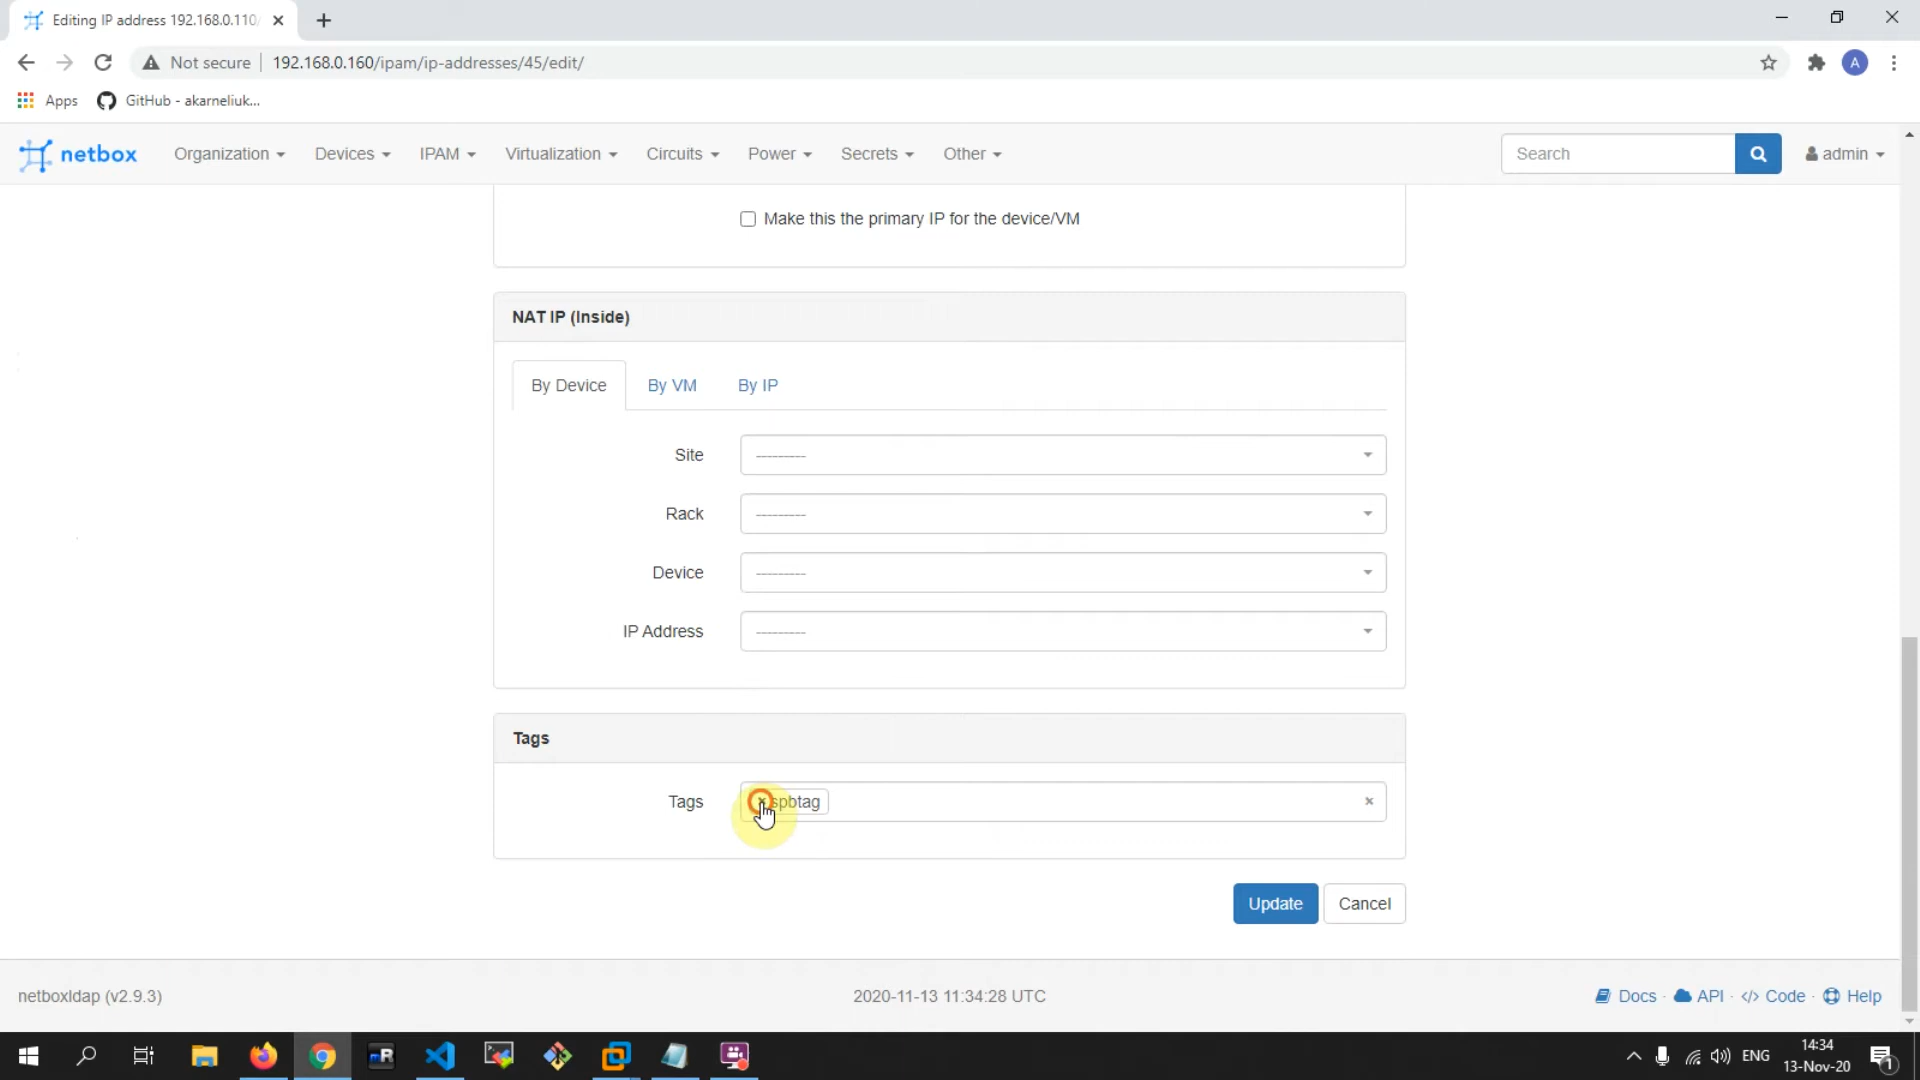 Editing IP address 192.168.0.110/
Not secure
192.168.0.160/ipam/ip-addresses/45/edit/
A
Apps
GitHub - akarneliuk...
netbox
Organization
Devices
IPAM
Virtualization
Circuits
Power
Secrets
Other
Search
admin
Make this the primary IP for the device/VM
NAT IP (Inside)
By Device
By VM
By IP
Site
---------
Rack
---------
Device
---------
IP Address
---------
Tags
Tags
× spbtag
×
Update
Cancel
netboxldap (v2.9.3)
2020-11-13 11:34:28 UTC
Docs · API · </> Code · Help
mR
ENG
14:34
13-Nov-20
1